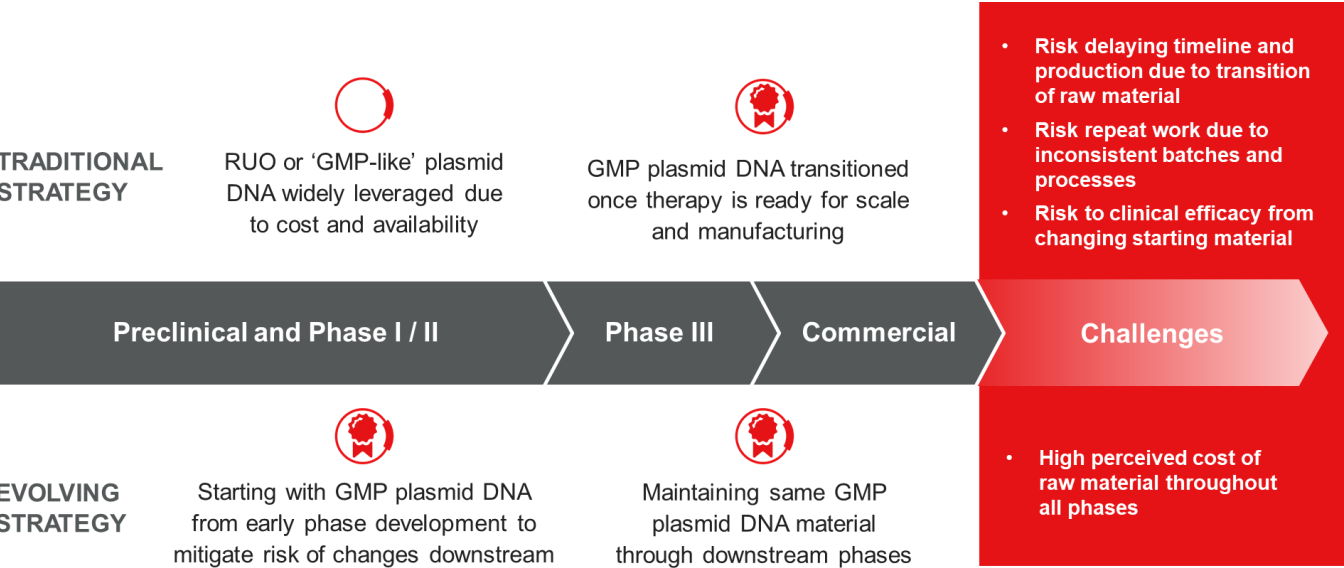 TRADITIONAL
STRATEGY
RUO or ‘GMP-like’ plasmid
DNA widely leveraged due
to cost and availability
GMP plasmid DNA transitioned
once therapy is ready for scale
and manufacturing
• Risk delaying timeline and
production due to transition
of raw material
• Risk repeat work due to
inconsistent batches and
processes
• Risk to clinical efficacy from
changing starting material
Preclinical and Phase I / II
Phase III
Commercial
Challenges
EVOLVING
STRATEGY
Starting with GMP plasmid DNA
from early phase development to
mitigate risk of changes downstream
Maintaining same GMP
plasmid DNA material
through downstream phases
• High perceived cost of
raw material throughout
all phases